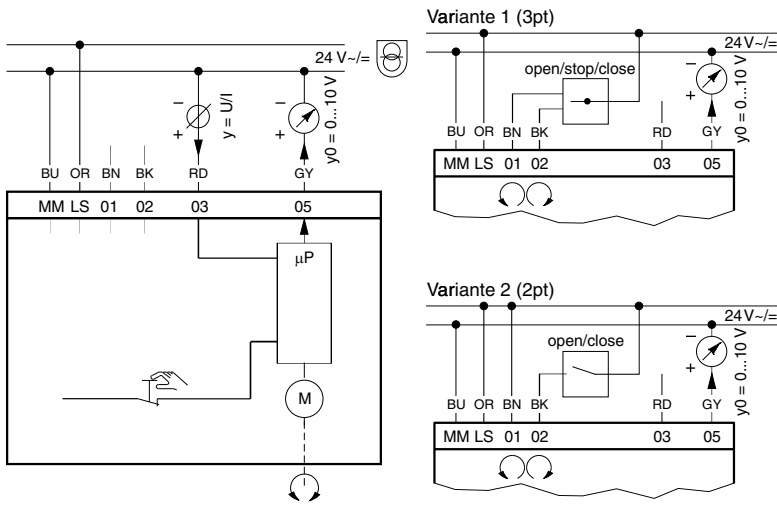 24 V~/=
y = U/I
y0 = 0...10 V
BU OR BN BK RD GY
MM LS 01 02 03 05
µP
M
Variante 1 (3pt)
24 V~/=
open/stop/close
y0 = 0...10 V
BU OR BN BK RD GY
MM LS 01 02 03 05
Variante 2 (2pt)
24 V~/=
open/close
y0 = 0...10 V
BU OR BN BK RD GY
MM LS 01 02 03 05